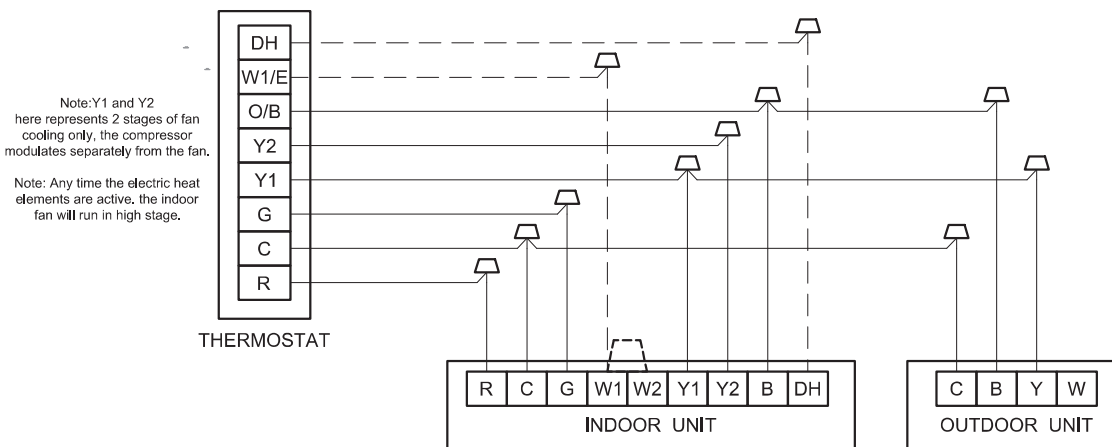 Note:Y1 and Y2
here represents 2 stages of fan
cooling only, the compressor
modulates separately from the fan.
Note: Any time the electric heat
elements are active. the indoor
fan will run in high stage.
DH
W1/E
O/B
Y2
Y1
G
C
R
THERMOSTAT
R C G W1 W2 Y1 Y2 B DH
INDOOR UNIT
C B Y W
OUTDOOR UNIT